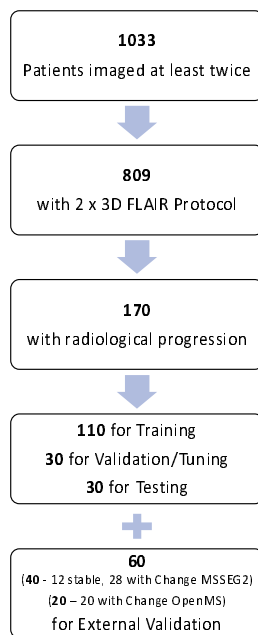 1033
Patients imaged at least twice
809
with 2 x 3D FLAIR Protocol
170
with radiological progression
110 for Training
30 for Validation/Tuning
30 for Testing
60
(40 - 12 stable, 28 with Change MSSEG2)
(20 – 20 with Change OpenMS)
for External Validation